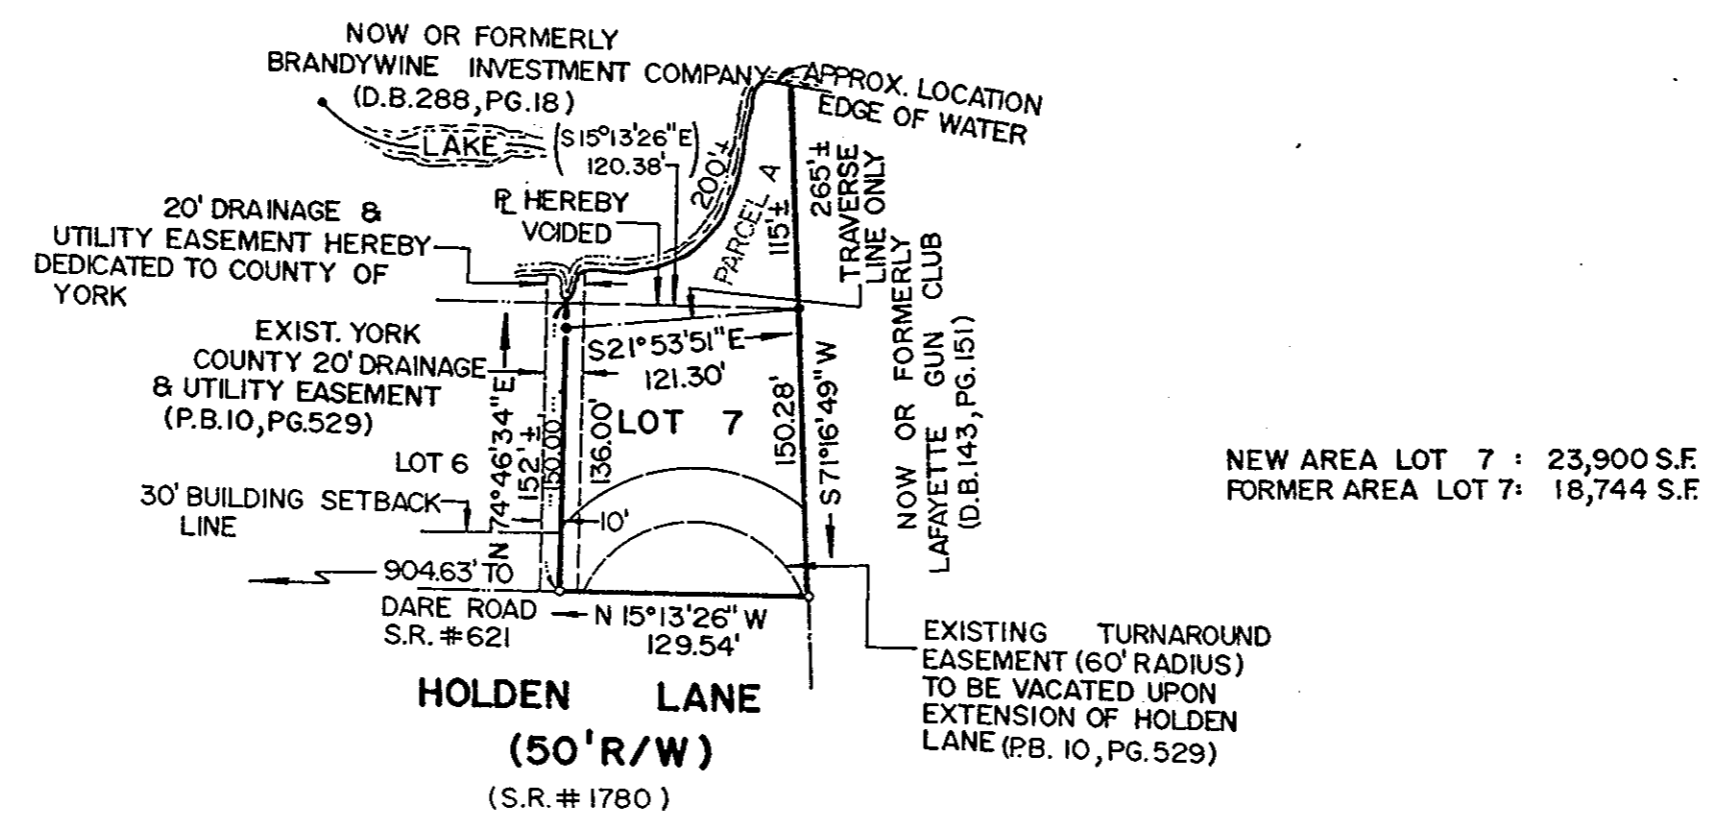 NOW OR FORMERLY
BRANDYWINE INVESTMENT COMPANY
(D.B.288,PG.18)
APPROX. LOCATION
EDGE OF WATER
LAKE
(S15°13'26"E)
120.38'
200'±
PARCEL A
115'±
265'±
TRAVERSE
LINE ONLY
20' DRAINAGE &
UTILITY EASEMENT HEREBY
DEDICATED TO COUNTY OF
YORK
PL HEREBY
VOIDED
EXIST. YORK
COUNTY 20' DRAINAGE
& UTILITY EASEMENT
(P.B.10,PG.529)
S21°53'51"E
121.30'
LOT 7
LOT 6
N 74°46'34"E
152'±
150.00'
136.00'
150.28'
S71°16'49"W
NOW OR FORMERLY
LAFAYETTE GUN CLUB
(D.B.143,PG.151)
30' BUILDING SETBACK
LINE
10'
904.63' TO
DARE ROAD
S.R. #621
N 15°13'26" W
129.54'
HOLDEN LANE
(50'R/W)
(S.R.#1780)
EXISTING TURNAROUND
EASEMENT (60' RADIUS)
TO BE VACATED UPON
EXTENSION OF HOLDEN
LANE (P.B. 10, PG.529)
NEW AREA LOT 7 : 23,900 S.F.
FORMER AREA LOT 7: 18,744 S.F.